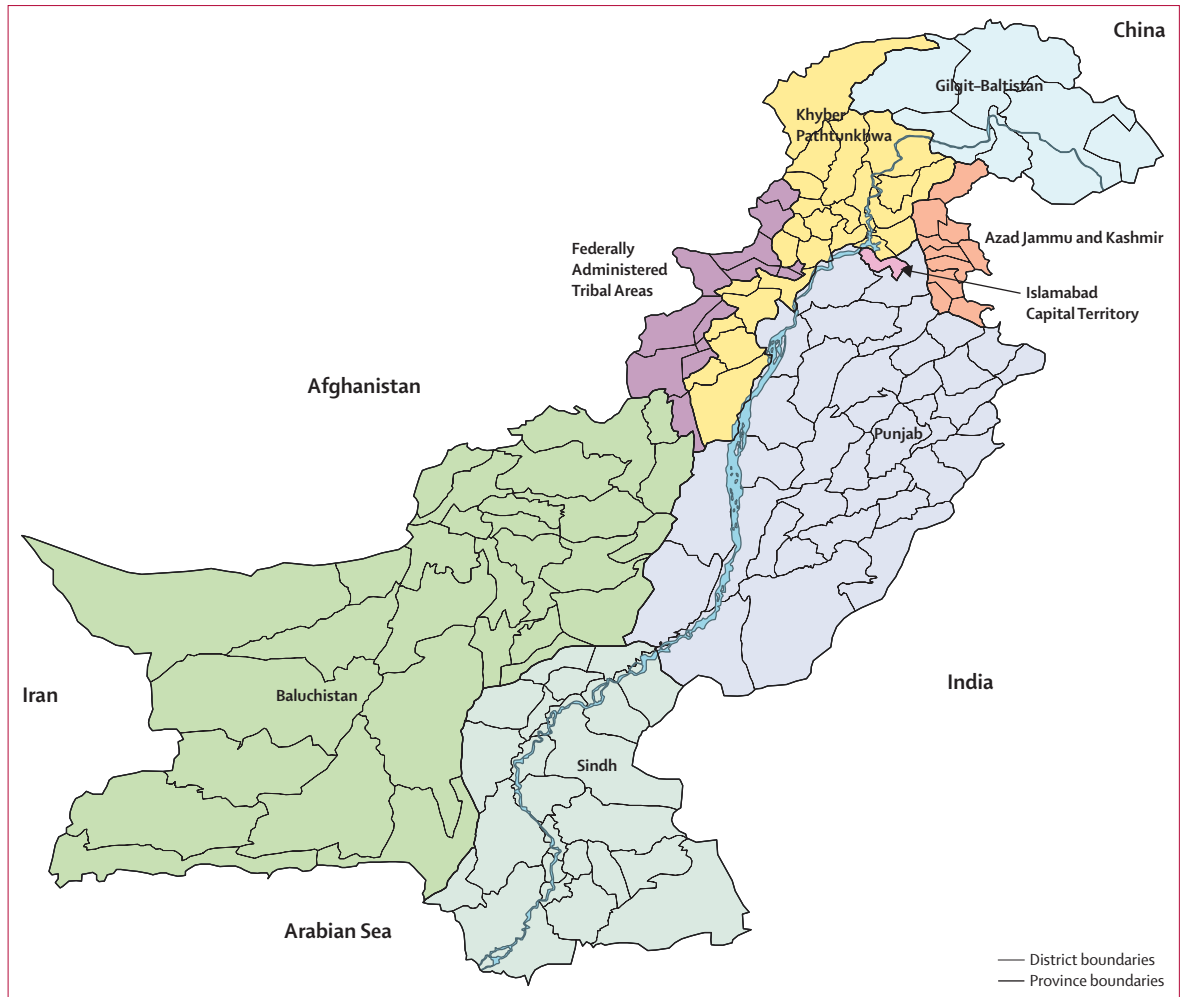 China
Gilgit–Baltistan
Khyber
Pathtunkhwa
Federally
Administered
Tribal Areas
Azad Jammu and Kashmir
Islamabad
Capital Territory
Afghanistan
Punjab
Iran
Baluchistan
India
Sindh
Arabian Sea
District boundaries
Province boundaries